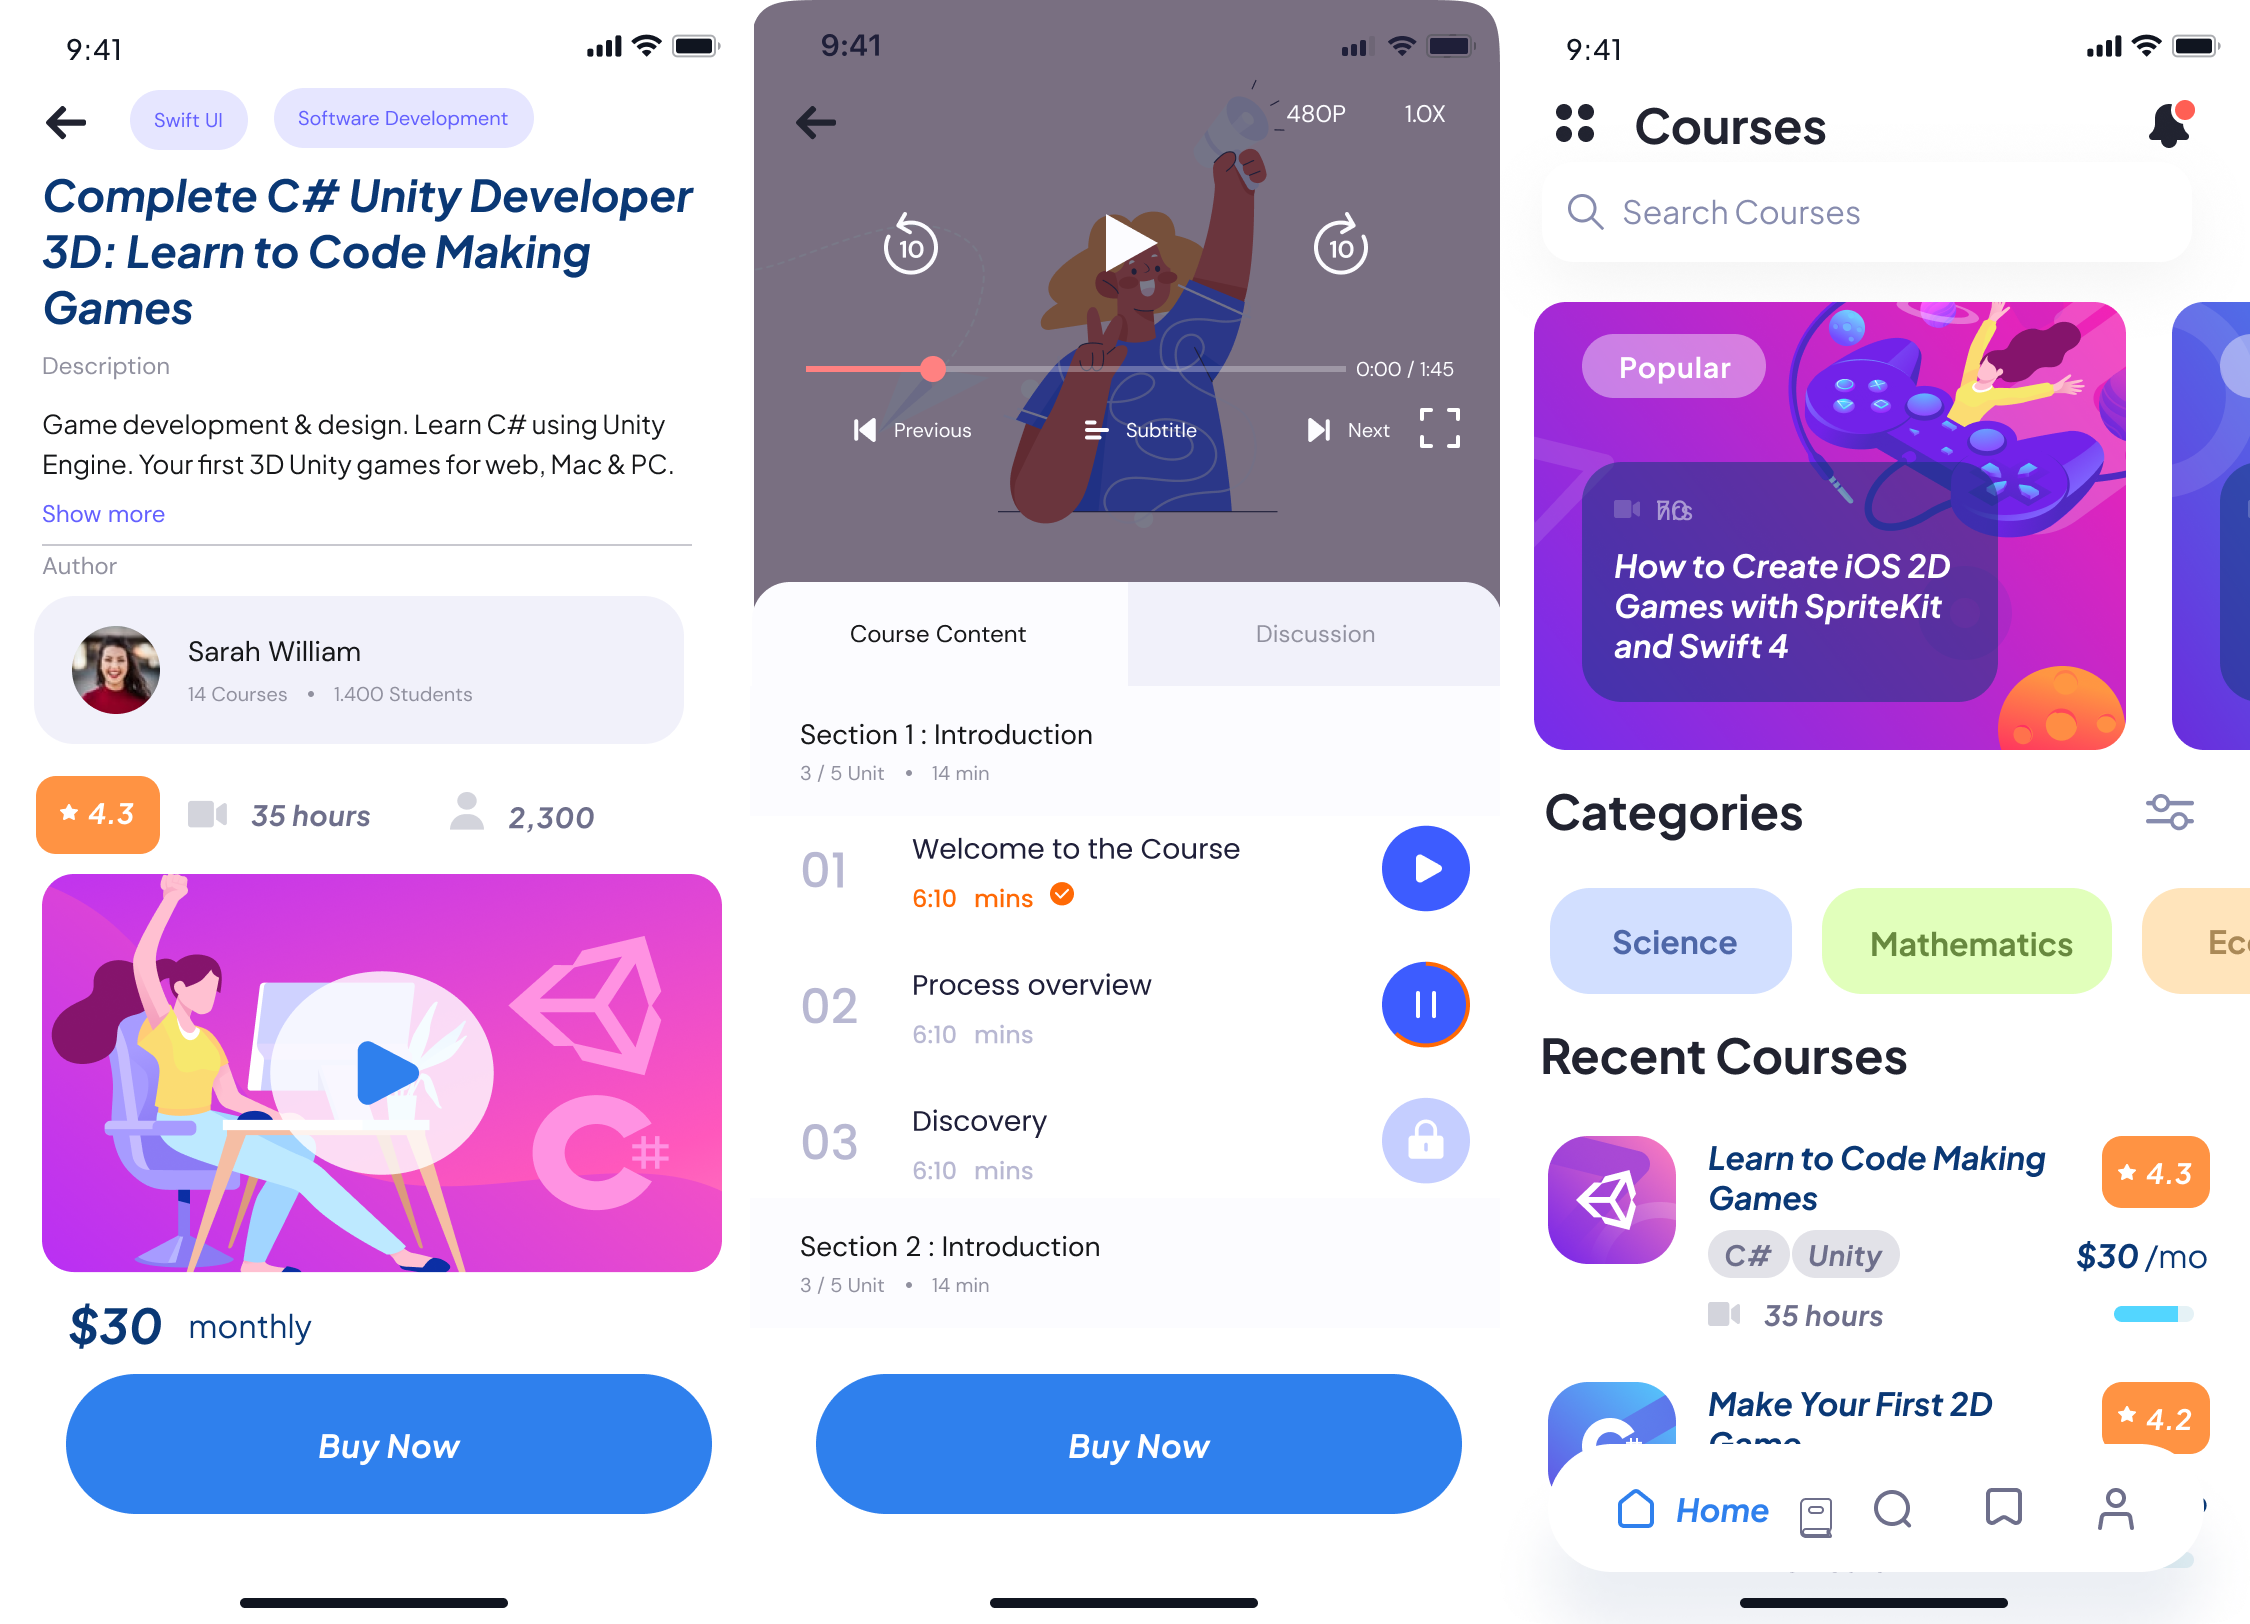 9:41
Swift UI
Software Development
Complete C# Unity Developer
3D: Learn to Code Making
Games
Description
Game development & design. Learn C# using Unity
Engine. Your first 3D Unity games for web, Mac & PC.
Show more
Author
Sarah William
14 Courses • 1.400 Students
4.3
35 hours
2,300
C#
$30 monthly
Buy Now
9:41
480P
1.0X
10
10
0:00 / 1:45
Previous
Subtitle
Next
Course Content
Discussion
Section 1 : Introduction
3 / 5 Unit • 14 min
01
Welcome to the Course
6:10 mins
02
Process overview
6:10 mins
03
Discovery
6:10 mins
Section 2 : Introduction
3 / 5 Unit • 14 min
Buy Now
9:41
Courses
Search Courses
Popular
hrs
How to Create iOS 2D
Games with SpriteKit
and Swift 4
Categories
Science
Mathematics
Recent Courses
Learn to Code Making
Games
4.3
C#
Unity
$30 /mo
35 hours
Make Your First 2D
Game
4.2
Home